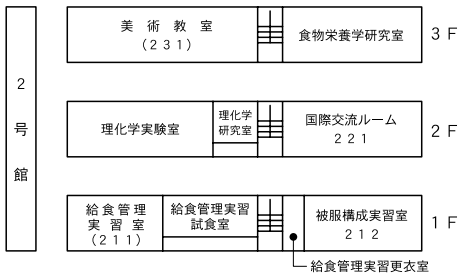 2号館
美術教室
(231)
食物栄養学研究室
3F
理化学実験室
理化学
研究室
国際交流ルーム
221
2F
給食管理
実習室
(211)
給食管理実習
試食室
被服構成実習室
212
1F
給食管理実習更衣室